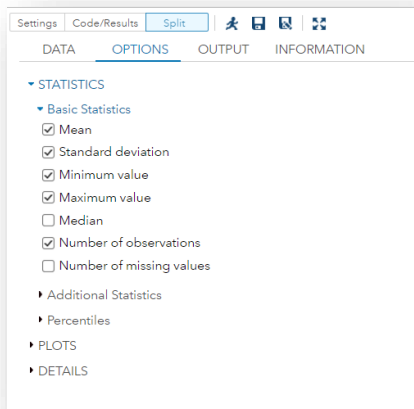 Settings Code/Results Split
DATA OPTIONS OUTPUT INFORMATION
STATISTICS
Basic Statistics
Mean
Standard deviation
Minimum value
Maximum value
Median
Number of observations
Number of missing values
Additional Statistics
Percentiles
PLOTS
DETAILS